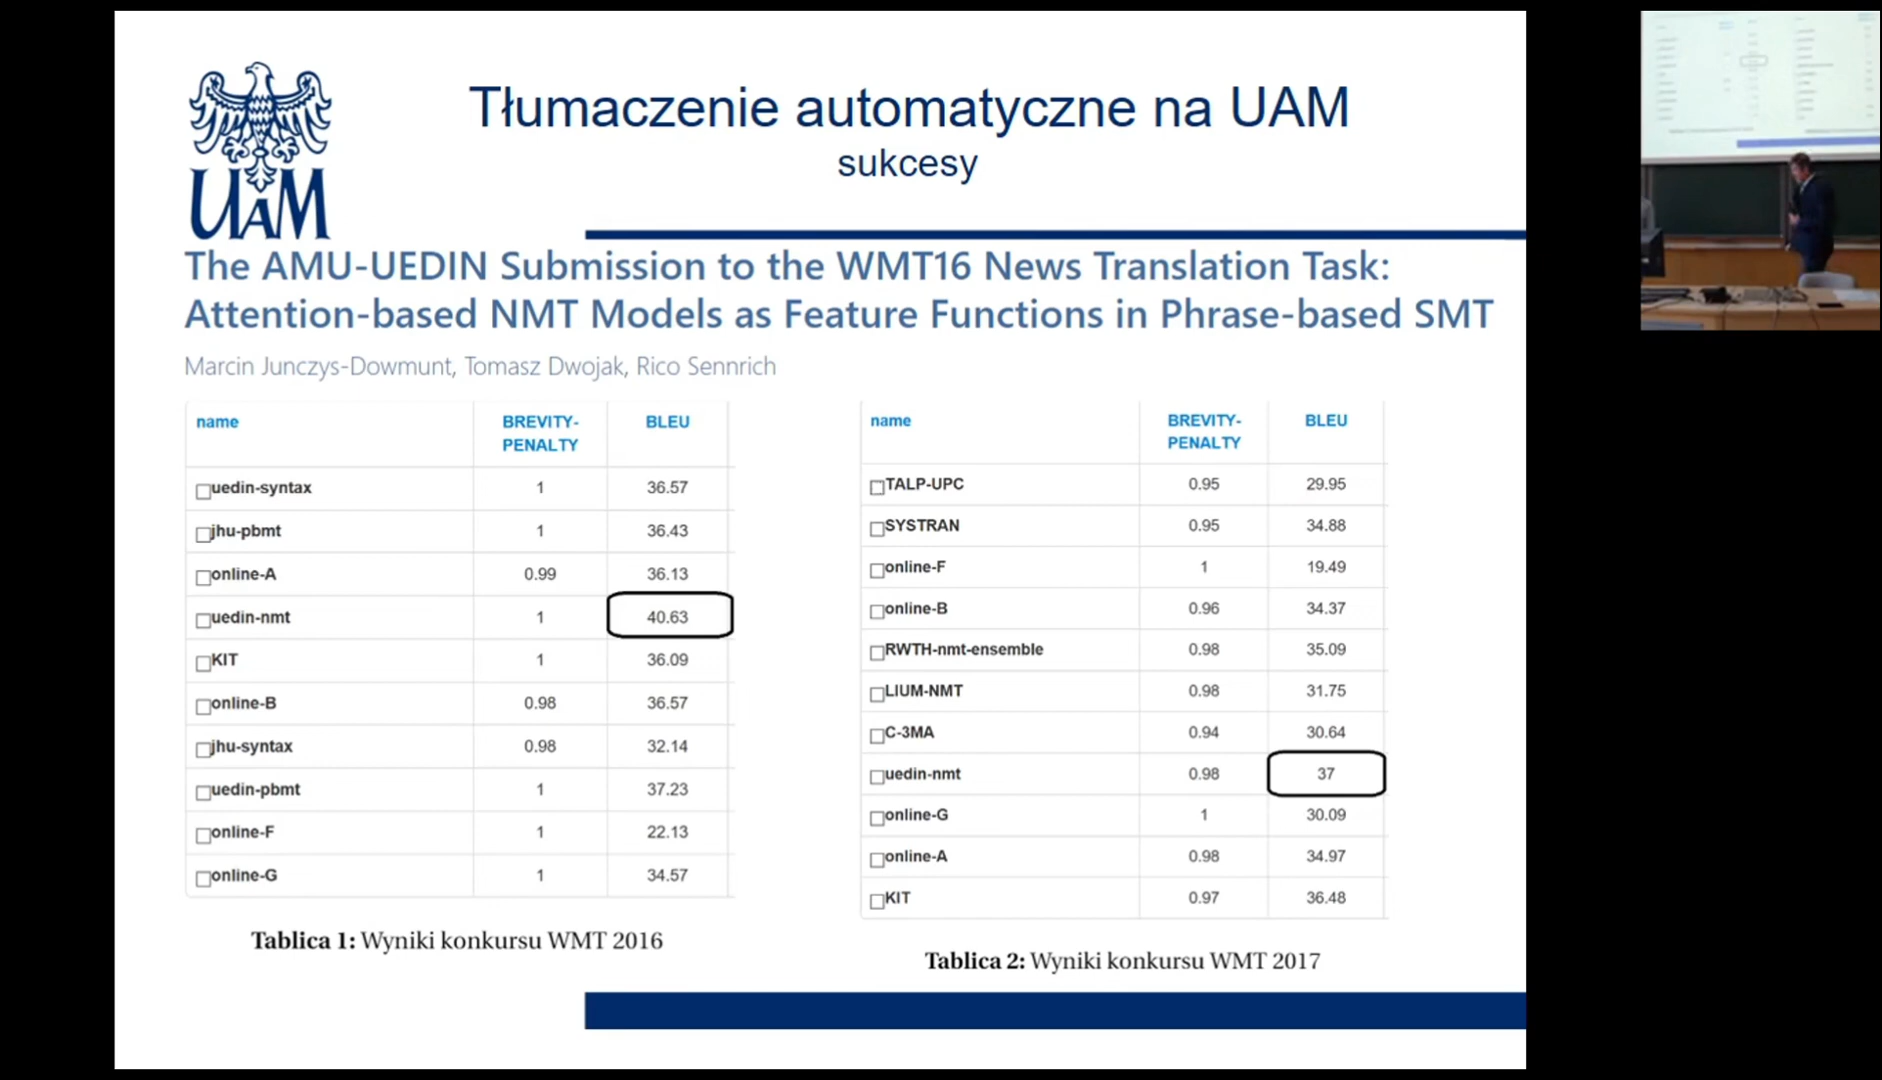 UAM
Tłumaczenie automatyczne na UAM
sukcesy
The AMU-UEDIN Submission to the WMT16 News Translation Task:
Attention-based NMT Models as Feature Functions in Phrase-based SMT
Marcin Junczys-Dowmunt, Tomasz Dwojak, Rico Sennrich
name BREVITY-PENALTY BLEU
uedin-syntax 1 36.57
jhu-pbmt 1 36.43
online-A 0.99 36.13
uedin-nmt 1 40.63
KIT 1 36.09
online-B 0.98 36.57
jhu-syntax 0.98 32.14
uedin-pbmt 1 37.23
online-F 1 22.13
online-G 1 34.57
Tablica 1: Wyniki konkursu WMT 2016
name BREVITY-PENALTY BLEU
TALP-UPC 0.95 29.95
SYSTRAN 0.95 34.88
online-F 1 19.49
online-B 0.96 34.37
RWTH-nmt-ensemble 0.98 35.09
LIUM-NMT 0.98 31.75
C-3MA 0.94 30.64
uedin-nmt 0.98 37
online-G 1 30.09
online-A 0.98 34.97
KIT 0.97 36.48
Tablica 2: Wyniki konkursu WMT 2017